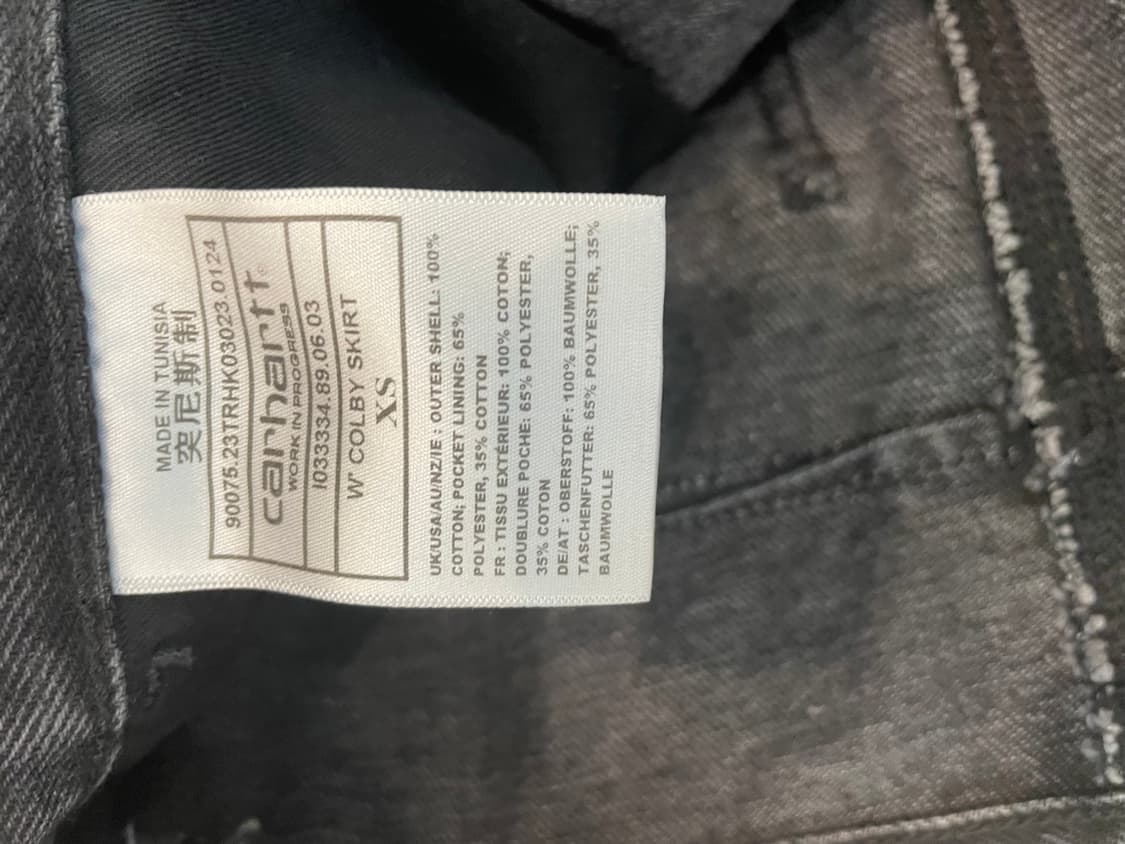 MADE IN TUNISIA
突尼斯制
90075.23TRHK03023.0124
carhartt®
WORK IN PROGRESS
I033334.89.06.03
W' COLBY SKIRT
XS
UK/USA/AU/NZ/IE : OUTER SHELL: 100%
COTTON; POCKET LINING: 65%
POLYESTER, 35% COTTON
FR : TISSU EXTÉRIEUR: 100% COTON;
DOUBLURE POCHE: 65% POLYESTER,
35% COTON
DE/AT : OBERSTOFF: 100% BAUMWOLLE;
TASCHENFUTTER: 65% POLYESTER, 35%
BAUMWOLLE